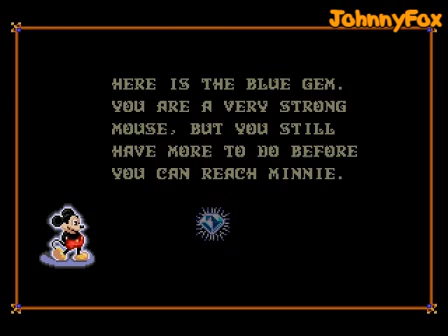 JohnnyFox
HERE IS THE BLUE GEM.
YOU ARE A VERY STRONG
MOUSE, BUT YOU STILL
HAVE MORE TO DO BEFORE
YOU CAN REACH MINNIE.